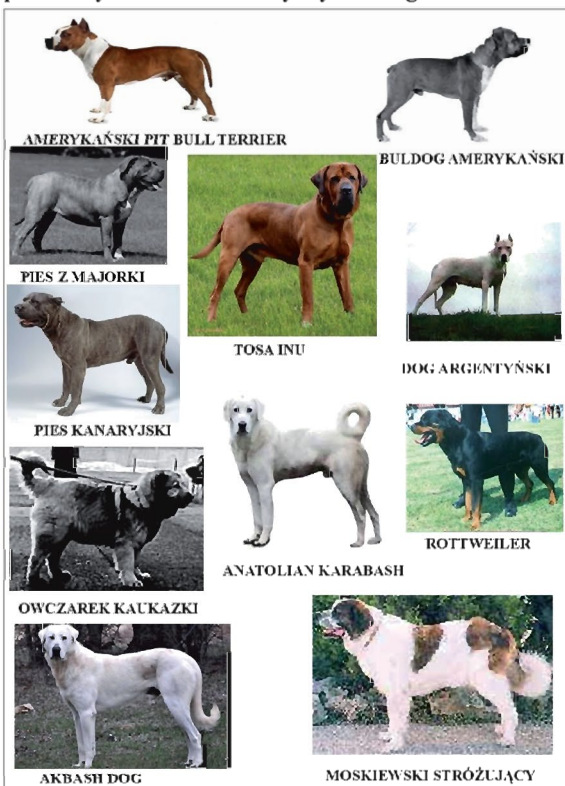 AMERYKAŃSKI PIT BULL TERRIER
BULDOG AMERYKAŃSKI
PIES Z MAJORKI
TOSA INU
DOG ARGENTYŃSKI
PIES KANARYJSKI
ROTTWEILER
ANATOLIAN KARABASH
OWCZAREK KAUKAZKI
AKBASH DOG
MOSKIEWSKI STRÓŻUJĄCY